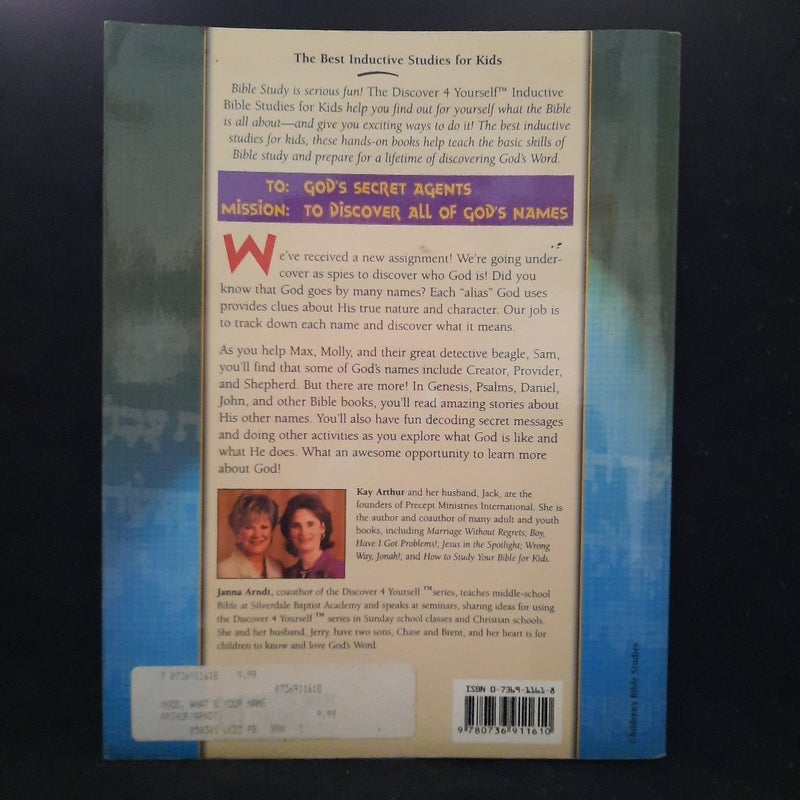 The Best Inductive Studies for Kids
Bible Study is serious fun! The Discover 4 Yourself™ Inductive
Bible Studies for Kids help you find out for yourself what the Bible
is all about—and give you exciting ways to do it! The best inductive
studies for kids, these hands-on books help teach the basic skills of
Bible study and prepare for a lifetime of discovering God's Word.
TO: GOD'S SECRET AGENTS
MISSION: TO DISCOVER ALL OF GOD'S NAMES
We've received a new assignment! We're going under-
cover as spies to discover who God is! Did you
know that God goes by many names? Each "alias" God uses
provides clues about His true nature and character. Our job is
to track down each name and discover what it means.
As you help Max, Molly, and their great detective beagle, Sam,
you'll find that some of God's names include Creator, Provider,
and Shepherd. But there are more! In Genesis, Psalms, Daniel,
John, and other Bible books, you'll read amazing stories about
His other names. You'll also have fun decoding secret messages
and doing other activities as you explore what God is like and
what He does. What an awesome opportunity to learn more
about God!
Kay Arthur and her husband, Jack, are the
founders of Precept Ministries International. She is
the author and coauthor of many adult and youth
books, including Marriage Without Regrets; Boy,
Have I Got Problems!; Jesus in the Spotlight; Wrong
Way, Jonah!; and How to Study Your Bible for Kids.
Janna Arndt, coauthor of the Discover 4 Yourself™ series, teaches middle-school
Bible at Silverdale Baptist Academy and speaks at seminars, sharing ideas for using
the Discover 4 Yourself™ series in Sunday school classes and Christian schools.
She and her husband, Jerry, have two sons, Chase and Brent, and her heart is for
children to know and love God's Word.
T 0736911618 9.99
0736911618
WHAT'S YOUR NAME
ARTHUR/ARNDT 9.99
PB
ISBN 0-7369-1161-8
9 780736 911610
Children's Bible Studies